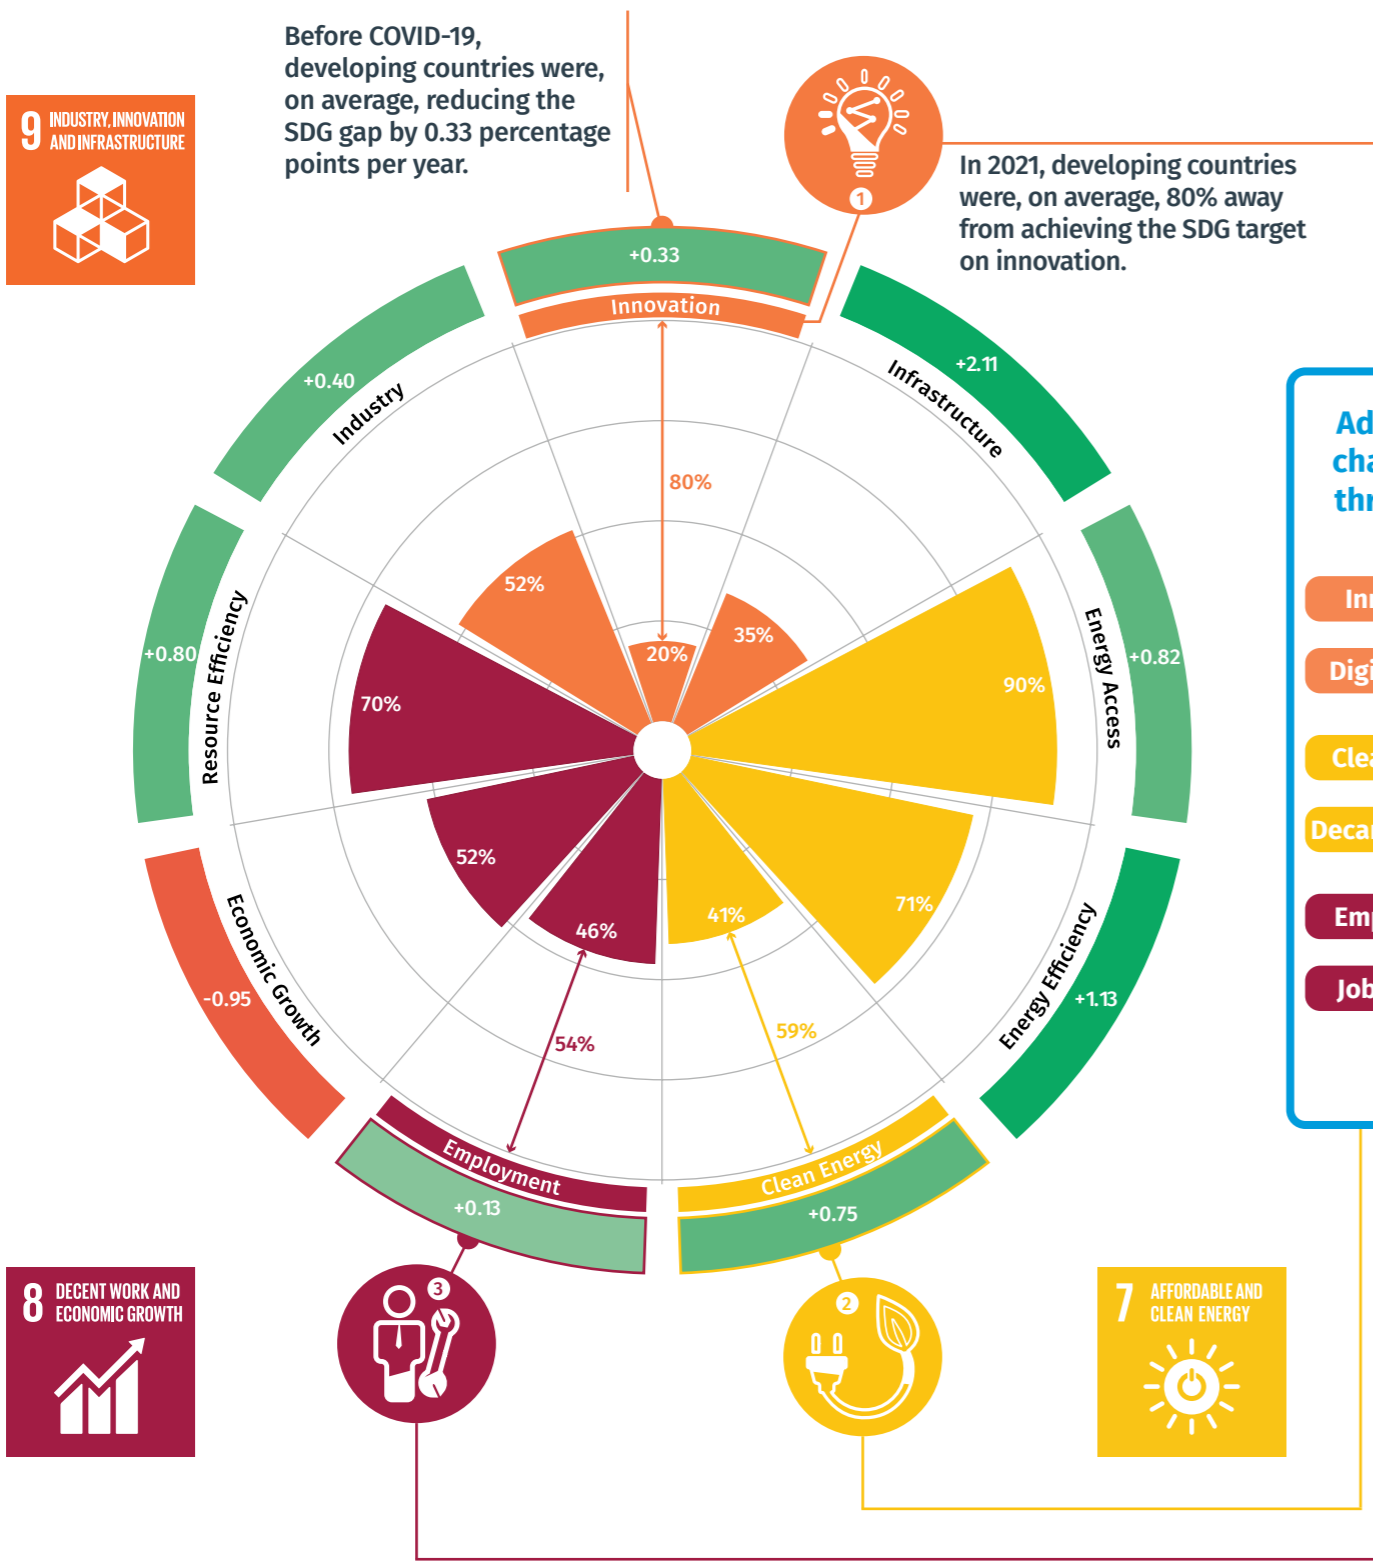 Before COVID-19,
developing countries were,
on average, reducing the
SDG gap by 0.33 percentage
points per year.
9 INDUSTRY, INNOVATION
AND INFRASTRUCTURE
1
In 2021, developing countries
were, on average, 80% away
from achieving the SDG target
on innovation.
+0.33
Innovation
+0.40
Industry
+2.11
Infrastructure
80%
52%
20%
35%
+0.80
Resource Efficiency
70%
90%
Energy Access
+0.82
52%
46%
41%
71%
-0.95
Economic Growth
54%
59%
Energy Efficiency
+1.13
Employment
+0.13
Clean Energy
+0.75
3
2
8 DECENT WORK AND
ECONOMIC GROWTH
7 AFFORDABLE AND
CLEAN ENERGY